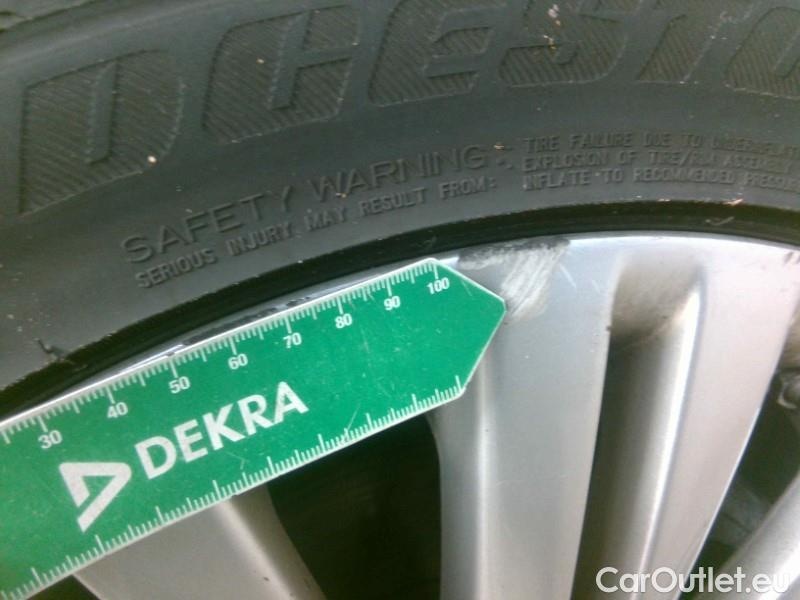 DGESTO
SAFETY WARNING:
SERIOUS INJURY MAY RESULT FROM:
TIRE FAILURE DUE TO
EXPLOSION OF TIRE/RIM
INFLATE TO RECOMMENDED
30 40 50 60 70 80 90 100
DEKRA
CarOutlet.eu